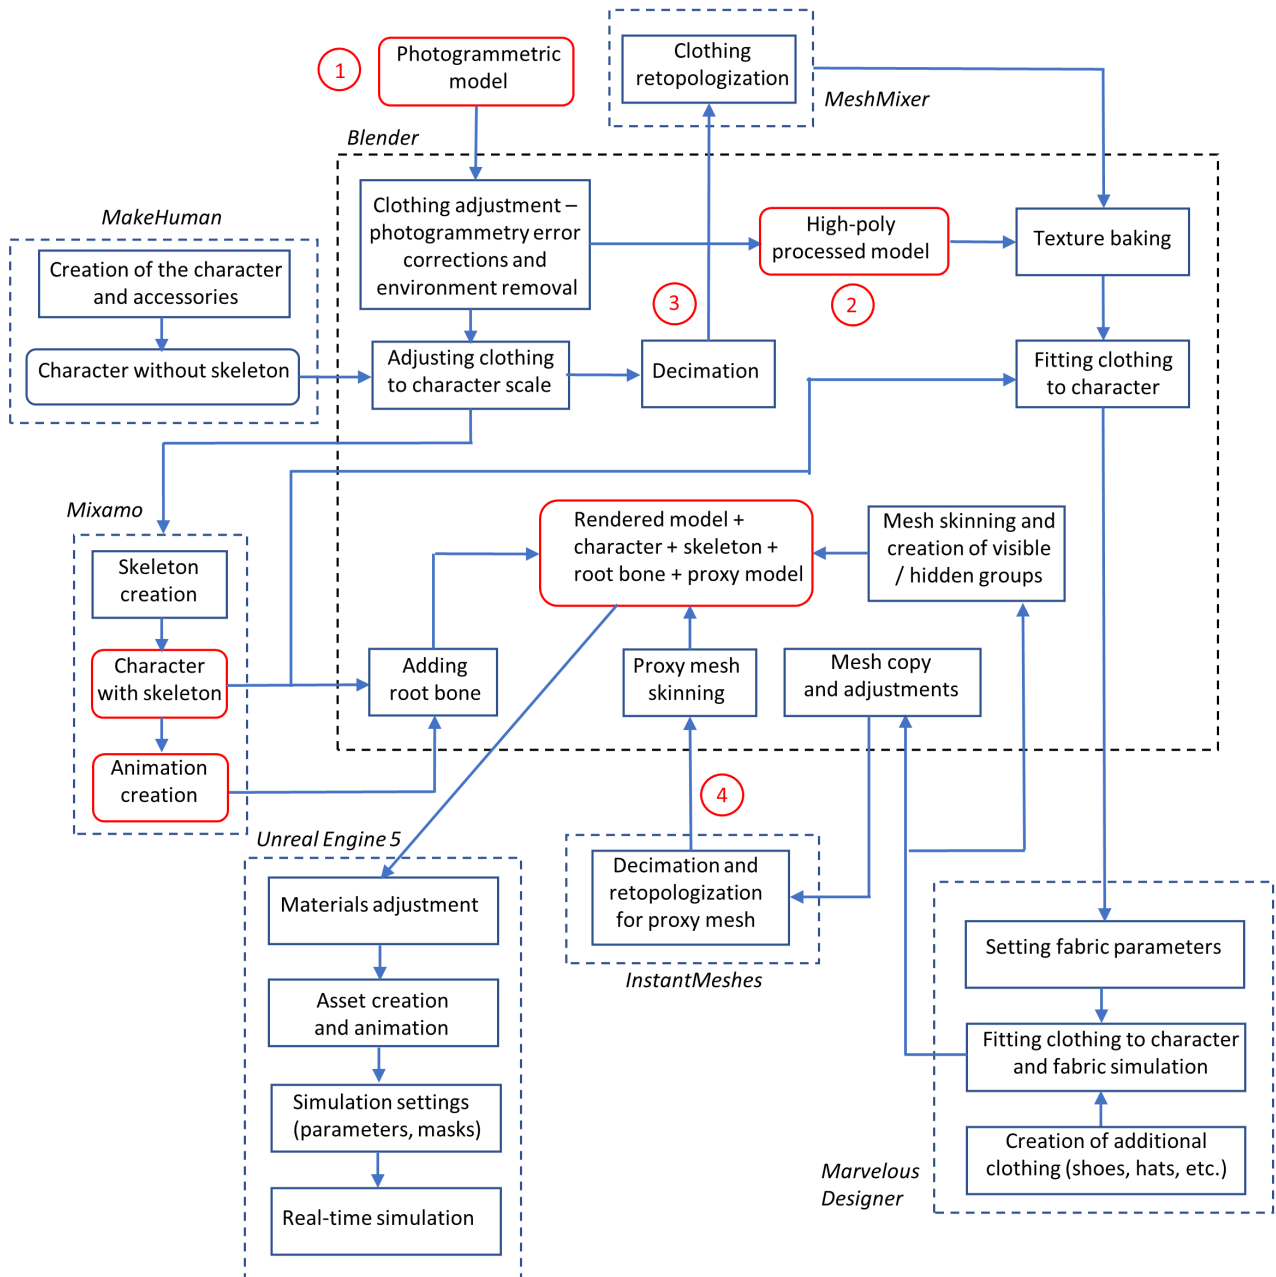 1
Photogrammetric
model
Clothing
retopologization
MeshMixer
Blender
MakeHuman
Creation of the character
and accessories
Character without skeleton
Clothing adjustment –
photogrammetry error
corrections and
environment removal
High-poly
processed model
2
Texture baking
3
Adjusting clothing
to character scale
Decimation
Fitting clothing
to character
Mixamo
Skeleton
creation
Character
with skeleton
Animation
creation
Rendered model +
character + skeleton +
root bone + proxy model
Mesh skinning and
creation of visible
/ hidden groups
Adding
root bone
Proxy mesh
skinning
Mesh copy
and adjustments
4
Unreal Engine 5
Materials adjustment
Asset creation
and animation
Simulation settings
(parameters, masks)
Real-time simulation
Decimation and
retopologization
for proxy mesh
InstantMeshes
Setting fabric parameters
Fitting clothing to character
and fabric simulation
Creation of additional
clothing (shoes, hats, etc.)
Marvelous
Designer